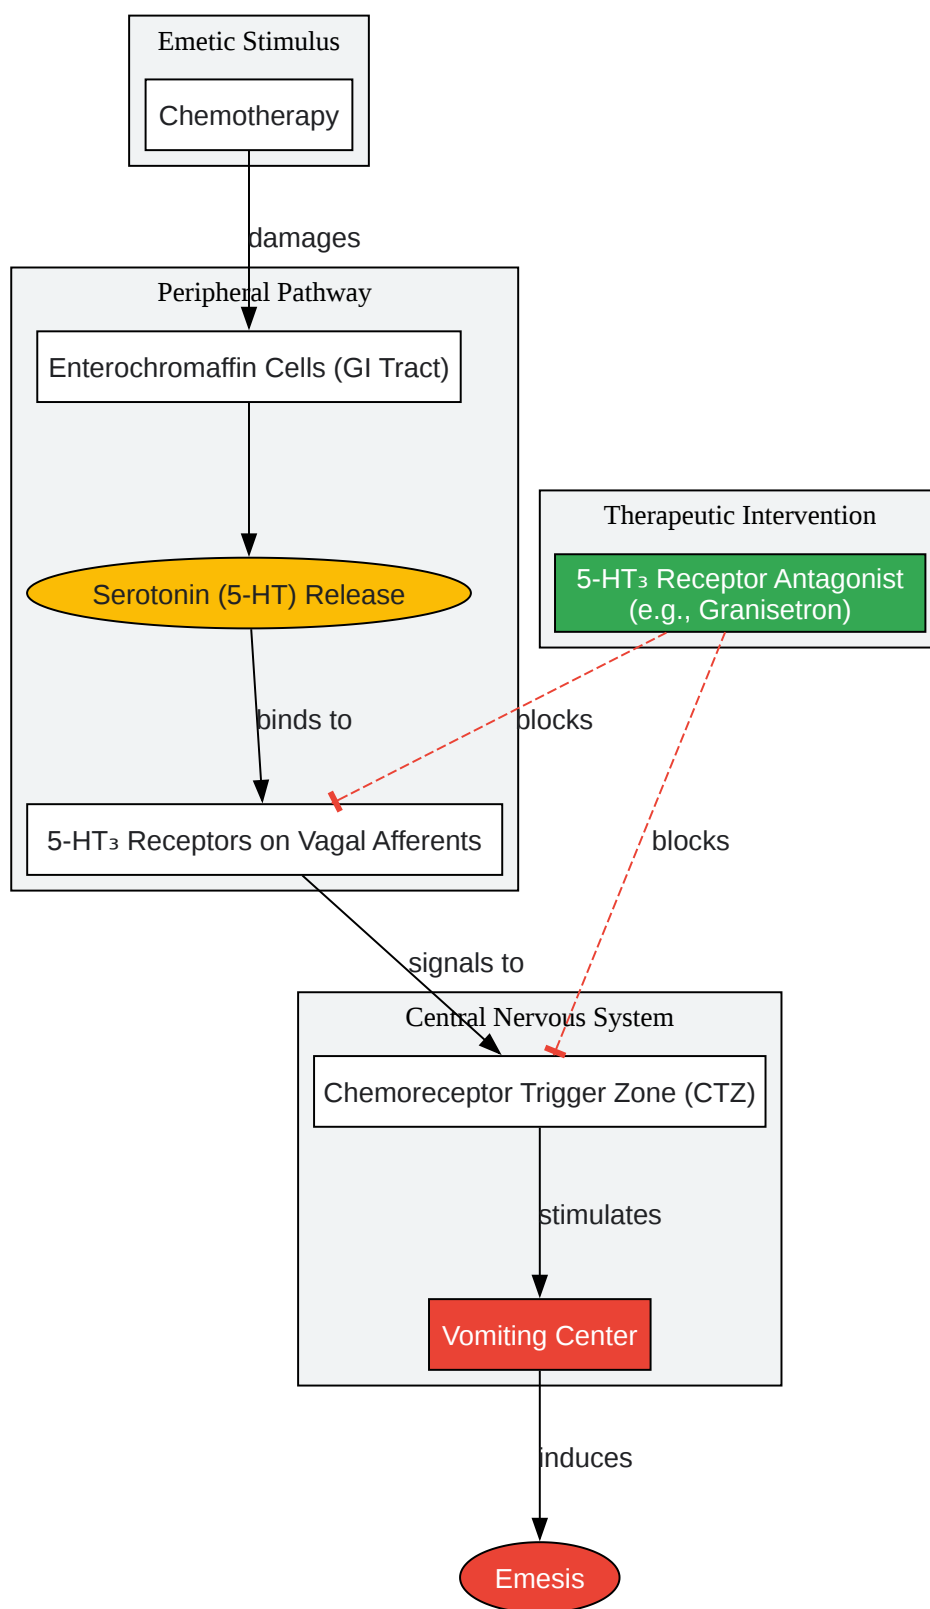 Emetic Stimulus
Chemotherapy
damages
Peripheral Pathway
Enterochromaffin Cells (GI Tract)
Therapeutic Intervention
5-HT₃ Receptor Antagonist
(e.g., Granisetron)
Serotonin (5-HT) Release
binds to
blocks
5-HT₃ Receptors on Vagal Afferents
blocks
signals to
Central Nervous System
Chemoreceptor Trigger Zone (CTZ)
stimulates
Vomiting Center
induces
Emesis